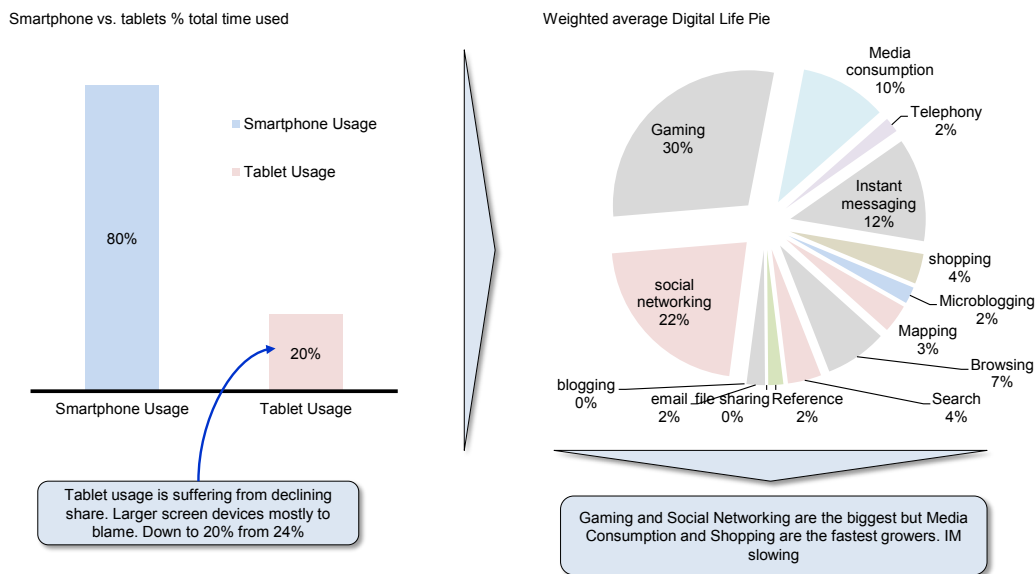 Smartphone vs. tablets % total time used
80%
20%
Smartphone Usage
Tablet Usage
Smartphone Usage
Tablet Usage
Tablet usage is suffering from declining
share. Larger screen devices mostly to
blame. Down to 20% from 24%
Weighted average Digital Life Pie
Media
consumption
10%
Telephony
2%
Instant
messaging
12%
shopping
4%
Microblogging
2%
Mapping
3%
Browsing
7%
Search
4%
Reference
2%
file sharing
0%
email
2%
blogging
0%
social
networking
22%
Gaming
30%
Gaming and Social Networking are the biggest but Media
Consumption and Shopping are the fastest growers. IM
slowing